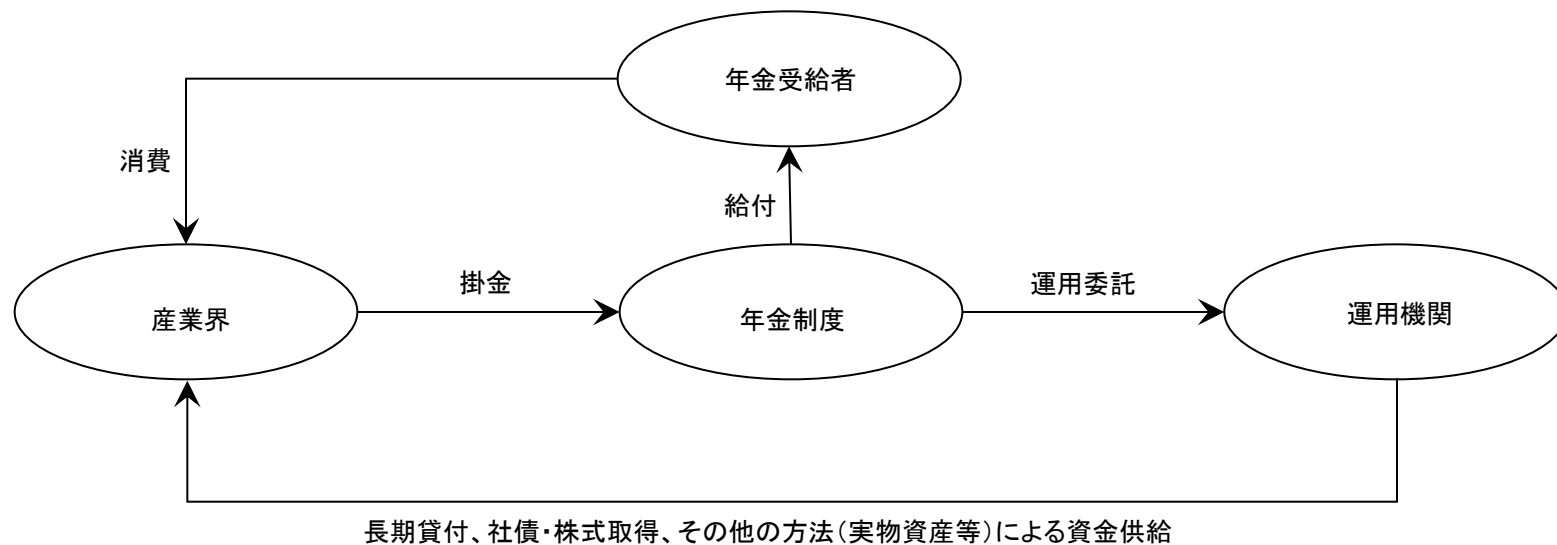 年金受給者
消費
給付
掛金
運用委託
産業界
年金制度
運用機関
長期貸付、社債・株式取得、その他の方法(実物資産等)による資金供給